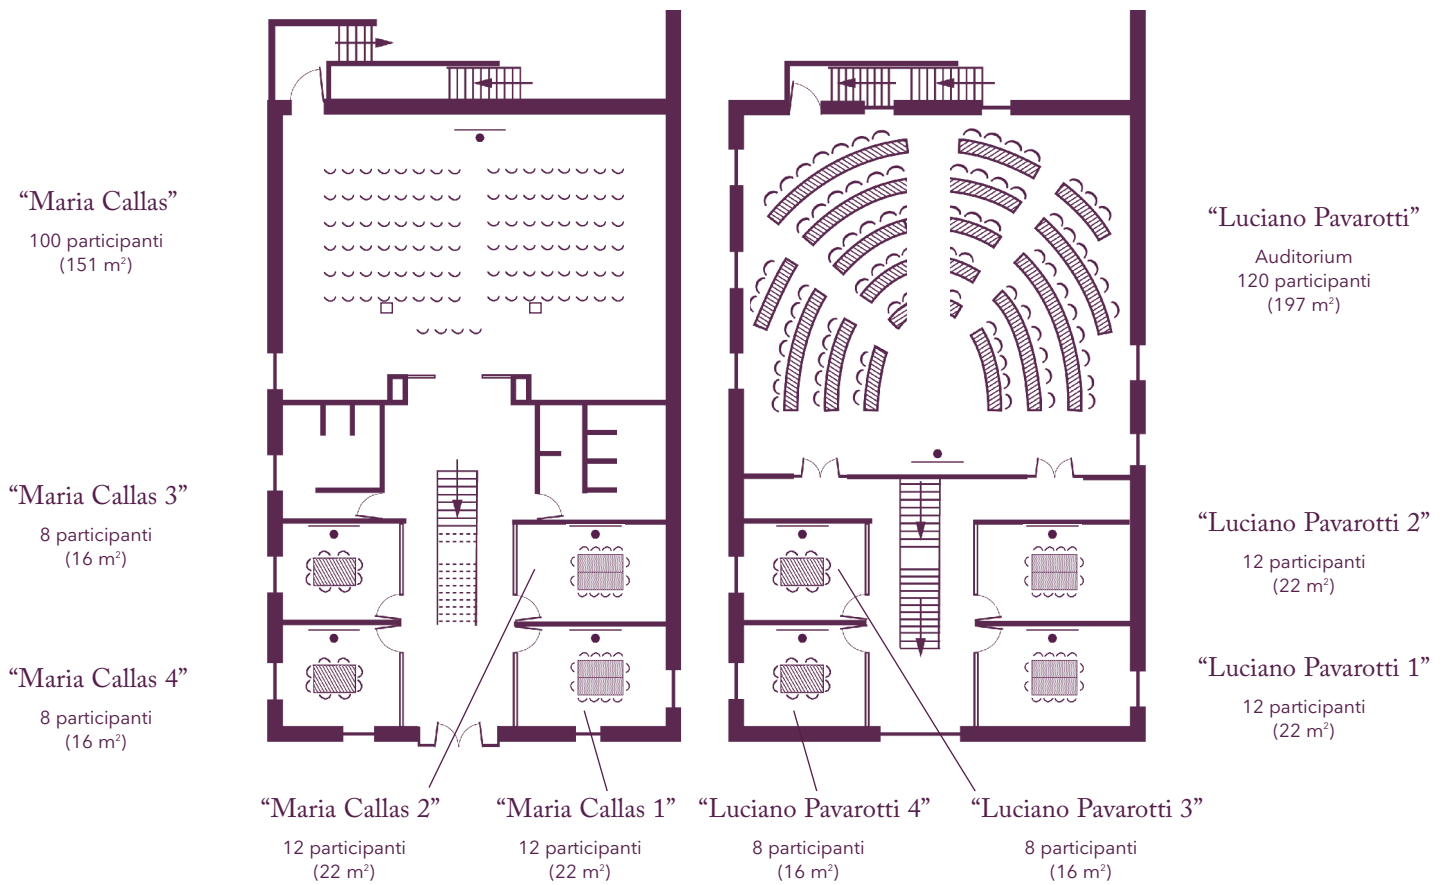 “Maria Callas”
100 participanti
(151 m²)
“Maria Callas 3”
8 participanti
(16 m²)
“Maria Callas 4”
8 participanti
(16 m²)
“Maria Callas 2”
12 participanti
(22 m²)
“Maria Callas 1”
12 participanti
(22 m²)
“Luciano Pavarotti 4”
8 participanti
(16 m²)
“Luciano Pavarotti 3”
8 participanti
(16 m²)
“Luciano Pavarotti”
Auditorium
120 participanti
(197 m²)
“Luciano Pavarotti 2”
12 participanti
(22 m²)
“Luciano Pavarotti 1”
12 participanti
(22 m²)